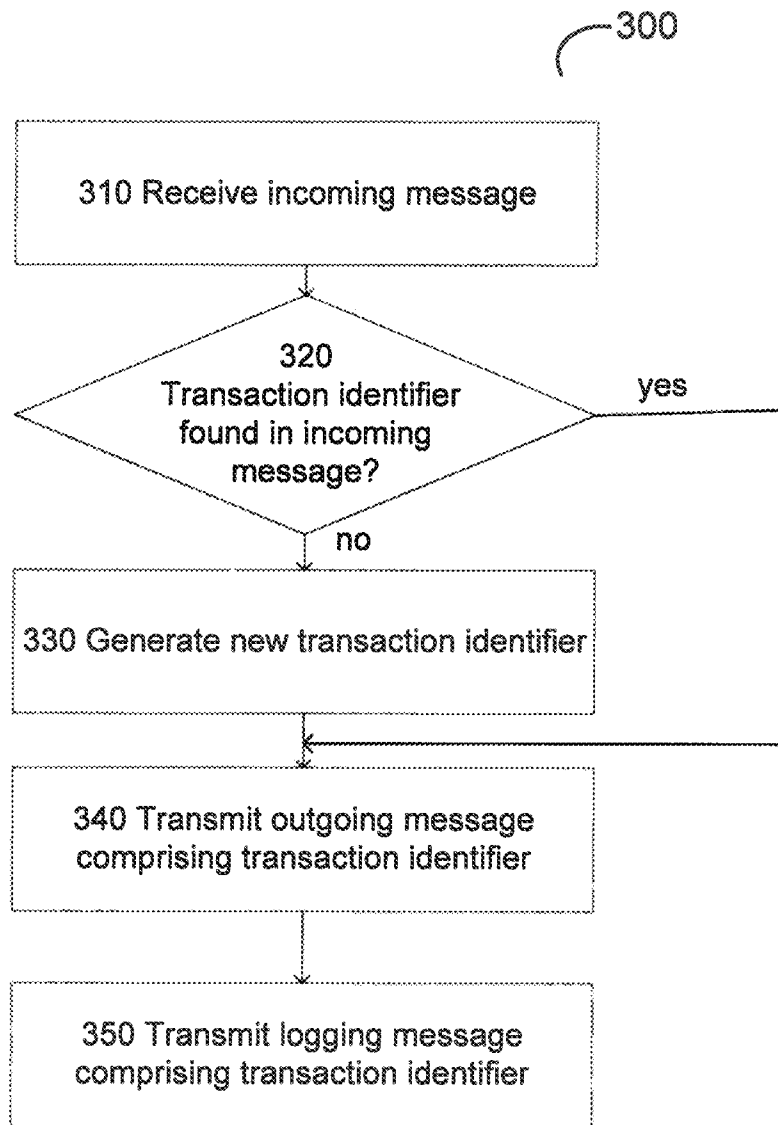 300
310 Receive incoming message
320
Transaction identifier
found in incoming
message?
yes
no
330 Generate new transaction identifier
340 Transmit outgoing message
comprising transaction identifier
350 Transmit logging message
comprising transaction identifier